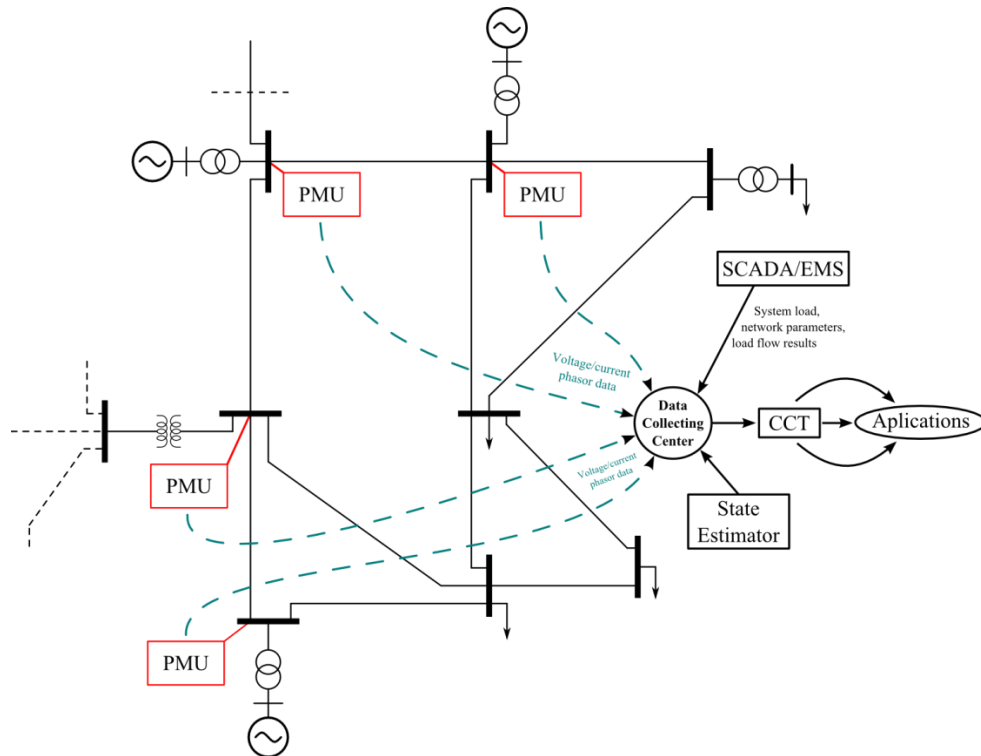 PMU
PMU
SCADA/EMS
System load,
network parameters,
load flow results
Voltage/current
phasor data
Data
Collecting
Center
CCT
Aplications
Voltage/current
phasor data
PMU
State
Estimator
PMU